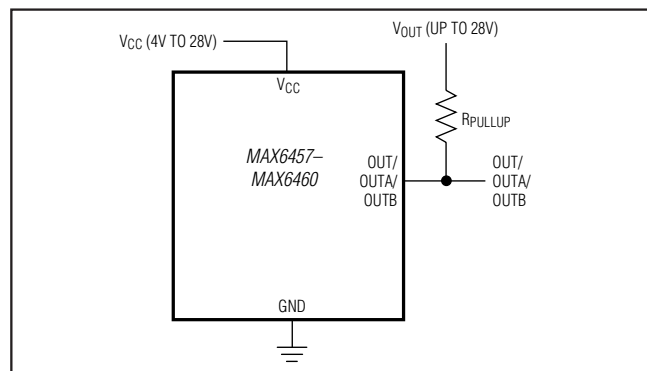 VCC (4V TO 28V)
VOUT (UP TO 28V)
VCC
RPULLUP
MAX6457–
MAX6460
OUT/
OUTA/
OUTB
OUT/
OUTA/
OUTB
GND